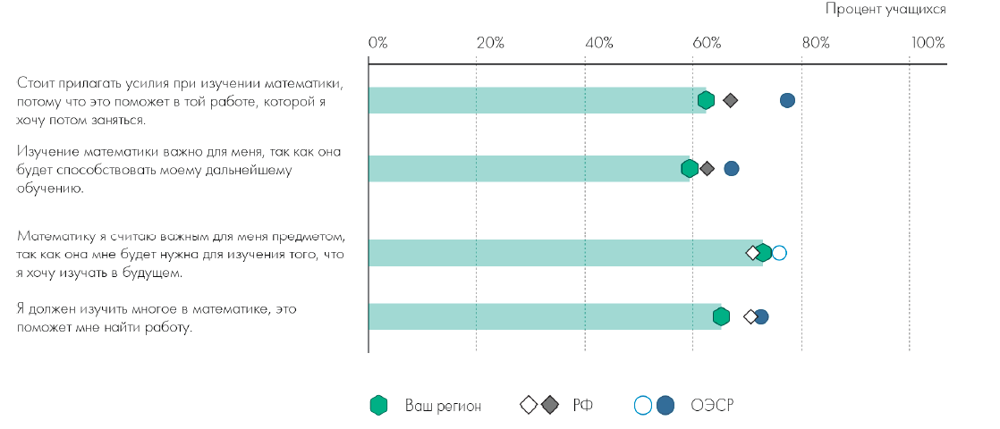 Процент учащихся
0% 20% 40% 60% 80% 100%
Стоит прилагать усилия при изучении математики,
потому что это поможет в той работе, которой я
хочу потом заняться.
Изучение математики важно для меня, так как она
будет способствовать моему дальнейшему
обучению.
Математику я считаю важным для меня предметом,
так как она мне будет нужна для изучения того, что
я хочу изучать в будущем.
Я должен изучить многое в математике, это
поможет мне найти работу.
Ваш регион РФ ОЭСР